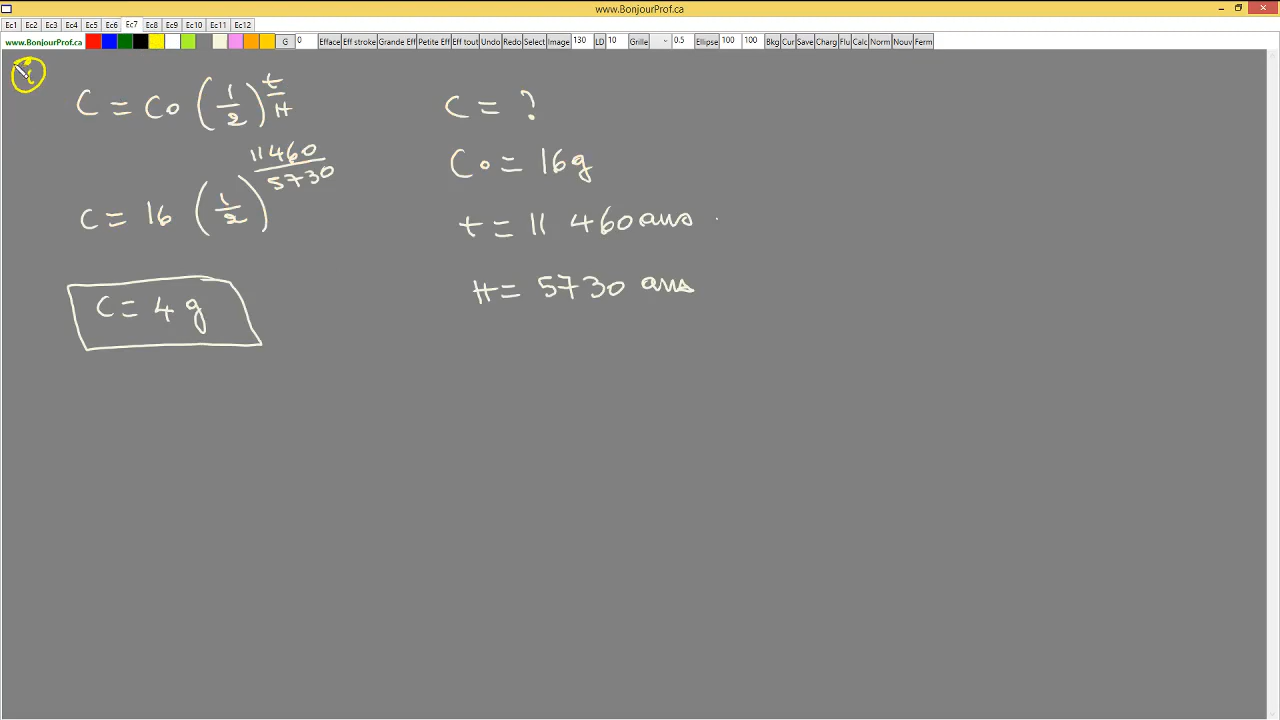 www.BonjourProf.ca
Ec1 Ec2 Ec3 Ec4 Ec5 Ec6 Ec7 Ec8 Ec9 Ec10 Ec11 Ec12
www.BonjourProf.ca G 0 Efface Eff stroke Grande Eff Petite Eff Eff tout Undo Redo Select Image 130 LD 10 Grille 0.5 Ellipse 100 100 Bkg Cur Save Charg Flu Calc Norm Nouv Ferm
i
C = Co (1/2)^(t/H)
C = 16 (1/2)^(11460/5730)
C = 4 g
C = ?
Co = 16g
t = 11 460 ans
H = 5730 ans